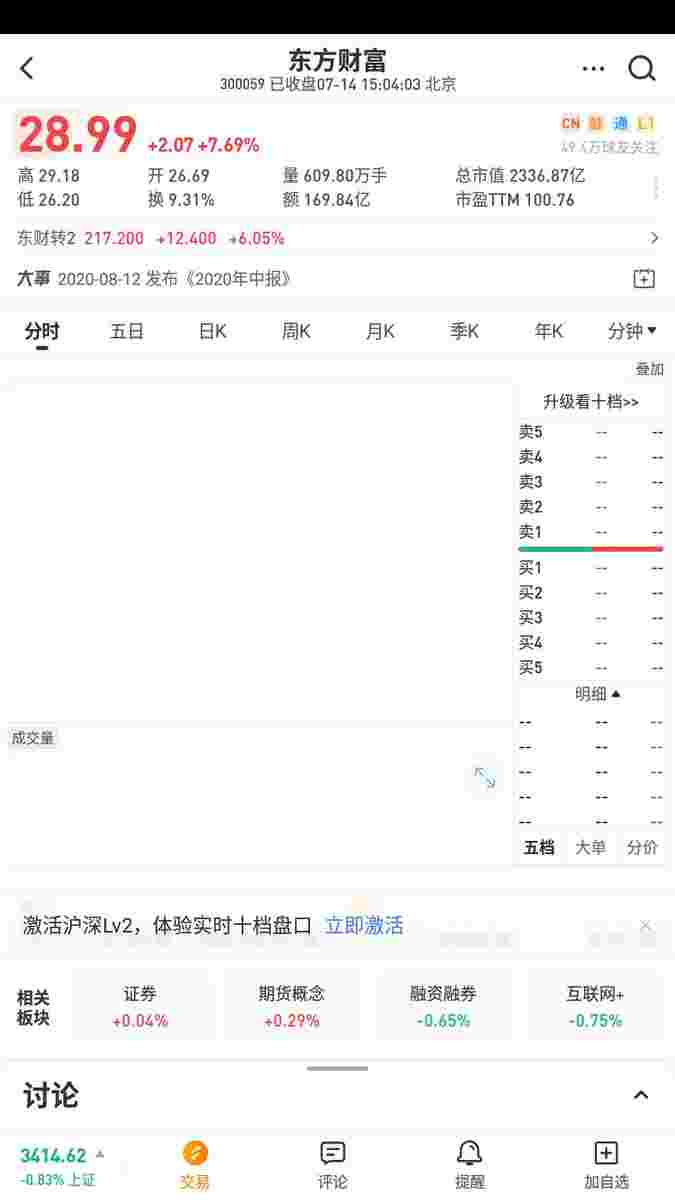 东方财富
300059 已收盘07-14 15:04:03 北京
28.99 +2.07 +7.69%
CN 融 通 L1
49.4万球友关注
高 29.18 开 26.69 量 609.80万手 总市值 2336.87亿
低 26.20 换 9.31% 额 169.84亿 市盈TTM 100.76
东财转2 217.200 +12.400 +6.05%
大事 2020-08-12 发布《2020年中报》
分时 五日 日K 周K 月K 季K 年K 分钟
叠加
升级看十档>>
卖5 -- --
卖4 -- --
卖3 -- --
卖2 -- --
卖1 -- --
买1 -- --
买2 -- --
买3 -- --
买4 -- --
买5 -- --
明细
-- -- --
-- -- --
-- -- --
-- -- --
-- -- --
成交量
五档 大单 分价
激活沪深Lv2，体验实时十档盘口 立即激活
相关板块
证券 期货概念 融资融券 互联网+
+0.04% +0.29% -0.65% -0.75%
讨论
3414.62
-0.83% 上证
交易 评论 提醒 加自选